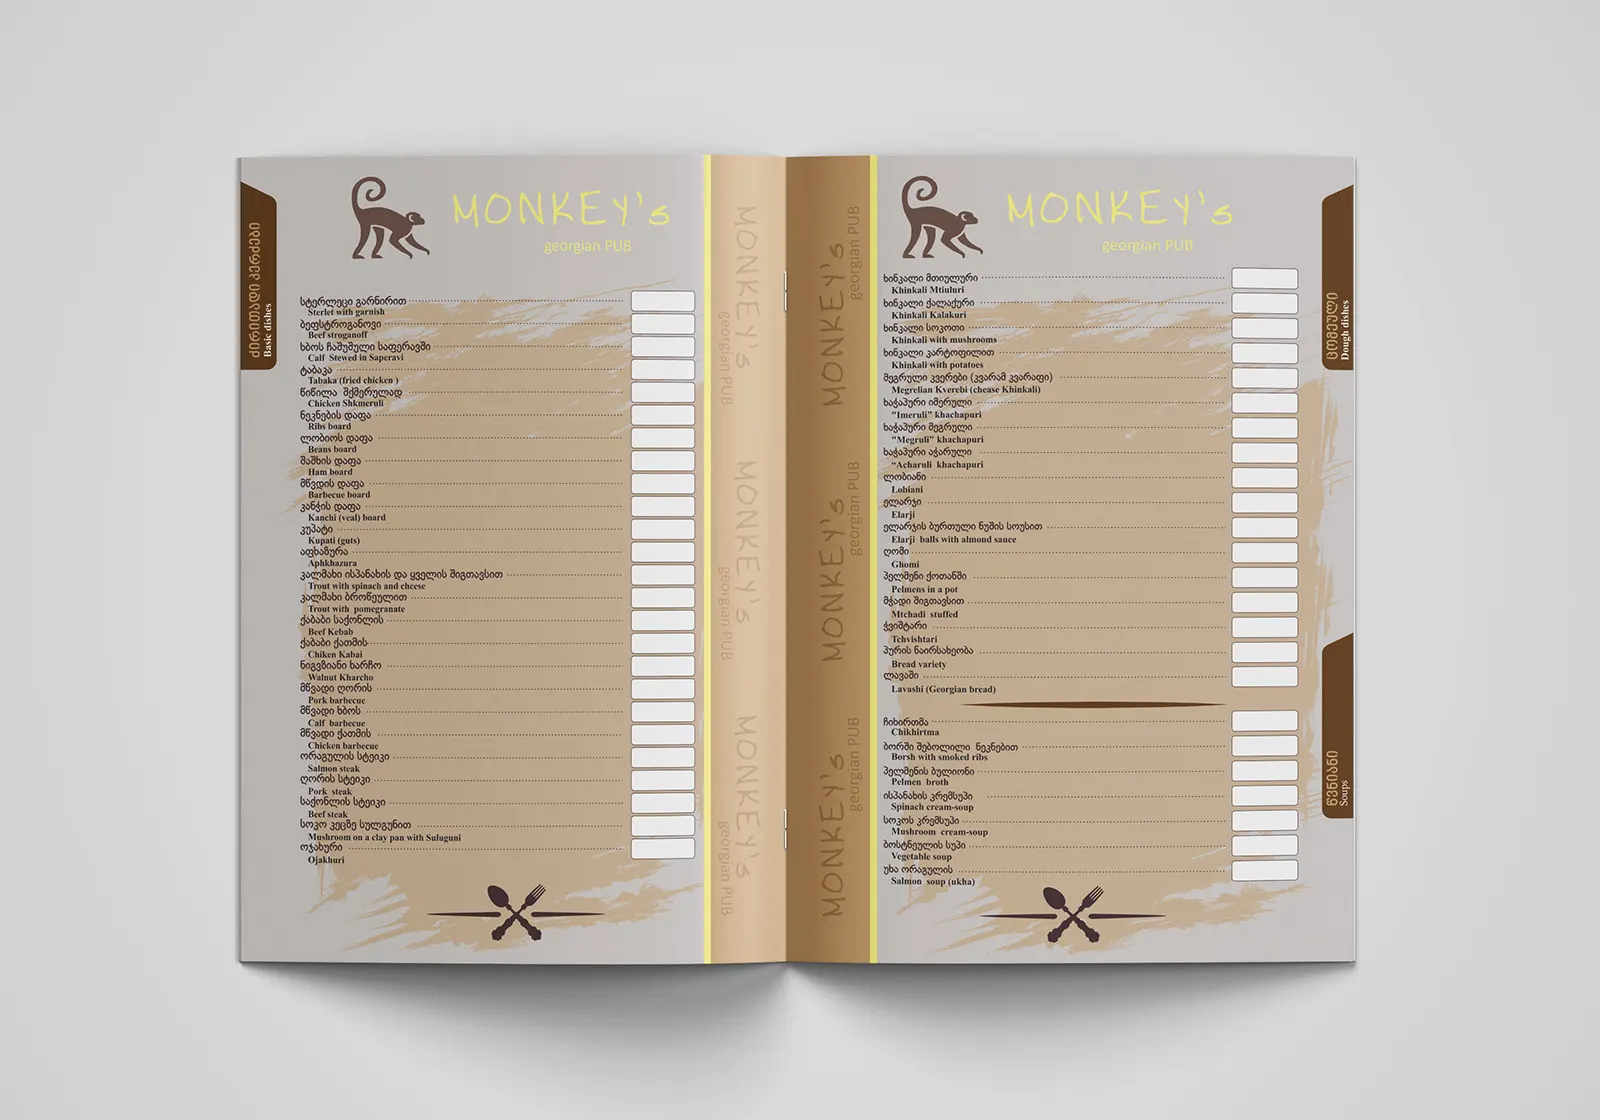 ძირითადი კერძები
Basic dishes
MONKEY's
georgian PUB
სტერლეცი გარნირით
Sterlet with garnish
ბეფსტროგანოვი
Beef stroganoff
ხბოს ჩაშუშული საფერავში
Calf Stewed in Saperavi
ტაბაკა
Tabaka (fried chicken )
წიწილა შქმერულად
Chicken Shkmeruli
ნეკნების დაფა
Ribs board
ლობიოს დაფა
Beans board
შაშხის დაფა
Ham board
მწვდის დაფა
Barbecue board
კანჭის დაფა
Kanchi (veal) board
კუპატი
Kupati (guts)
აფხაზურა
Aphkhazura
კალმახი ისპანახის და ყველის შიგთავსით
Trout with spinach and cheese
კალმახი ბროწეულით
Trout with pomegranate
ქაბაბი საქონლის
Beef Kebab
ქაბაბი ქათმის
Chiken Kabai
ნიგვზიანი ხარჩო
Walnut Kharcho
მწვადი ღორის
Pork barbecue
მწვადი ხბოს
Calf barbecue
მწვადი ქათმის
Chicken barbecue
ორაგულის სტეიკი
Salmon steak
ღორის სტეიკი
Pork steak
საქონლის სტეიკი
Beef steak
სოკო კეცზე სულგუნით
Mushroom on a clay pan with Suluguni
ოჯახური
Ojakhuri
MONKEY's
georgian PUB
MONKEY's
georgian PUB
MONKEY's
georgian PUB
MONKEY's
georgian PUB
MONKEY's
georgian PUB
MONKEY's
georgian PUB
MONKEY's
georgian PUB
ხინკალი მთიულური
Khinkali Mtiuluri
ხინკალი ქალაქური
Khinkali Kalakuri
ხინკალი სოკოთი
Khinkali with mushrooms
ხინკალი კარტოფილით
Khinkali with potatoes
მეგრული კვერები (კვარამ კვარაფი)
Megrelian Kverebi (chease Khinkali)
ხაჭაპური იმერული
"Imeruli" khachapuri
ხაჭაპური მეგრული
"Megruli" khachapuri
ხაჭაპური აჭარული
“Acharuli khachapuri
ლობიანი
Lobiani
ელარჯი
Elarji
ელარჯის ბურთული ნუშის სოუსით
Elarji balls with almond sauce
ღომი
Ghomi
პელმენი ქოთანში
Pelmens in a pot
მჭადი შიგთავსით
Mtchadi stuffed
ჭვიშტარი
Tchvishtari
პურის ნაირსახეობა
Bread variety
ლავაში
Lavashi (Georgian bread)
ჩიხირთმა
Chikhirtma
ბორში შებოლილი ნეკნებით
Borsh with smoked ribs
პელმენის ბულიონი
Pelmen broth
ისპანახის კრემსუპი
Spinach cream-soup
სოკოს კრემსუპი
Mushroom cream-soup
ბოსტნეულის სუპი
Vegetable soup
უხა ორაგულის
Salmon soup (ukha)
ცომეული
Dough dishes
წვნიანი
Soups